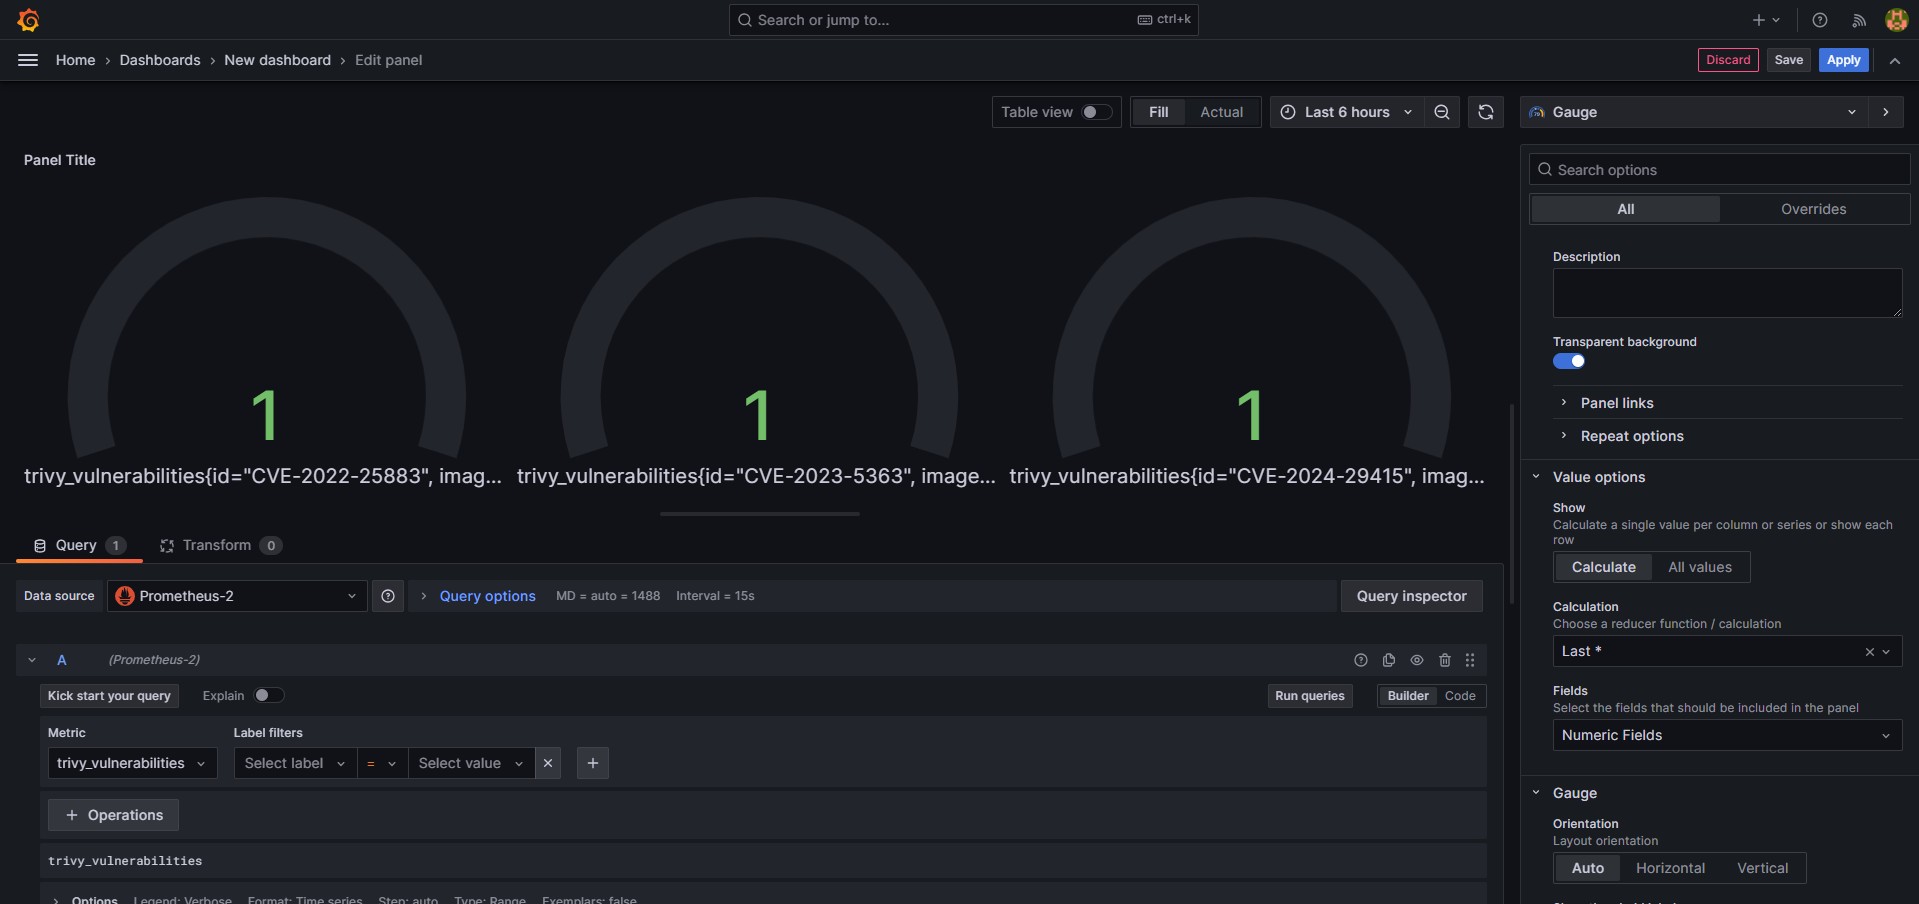 Search or jump to... ctrl+k
Home › Dashboards › New dashboard › Edit panel
Discard Save Apply
Table view Fill Actual Last 6 hours
Gauge
Panel Title
Search options
All Overrides
Description
Transparent background
Panel links
Repeat options
1 1 1
trivy_vulnerabilities{id="CVE-2022-25883", imag... trivy_vulnerabilities{id="CVE-2023-5363", image... trivy_vulnerabilities{id="CVE-2024-29415", imag...
Value options
Show
Calculate a single value per column or series or show each
row
Calculate All values
Query 1 Transform 0
Data source Prometheus-2 Query options MD = auto = 1488 Interval = 15s Query inspector
Calculation
Choose a reducer function / calculation
Last *
A (Prometheus-2)
Kick start your query Explain Run queries Builder Code
Fields
Select the fields that should be included in the panel
Numeric Fields
Metric Label filters
trivy_vulnerabilities Select label = Select value
+ Operations
trivy_vulnerabilities
Options Legend: Verbose Format: Time series Step: auto Type: Range Exemplars: false
Gauge
Orientation
Layout orientation
Auto Horizontal Vertical